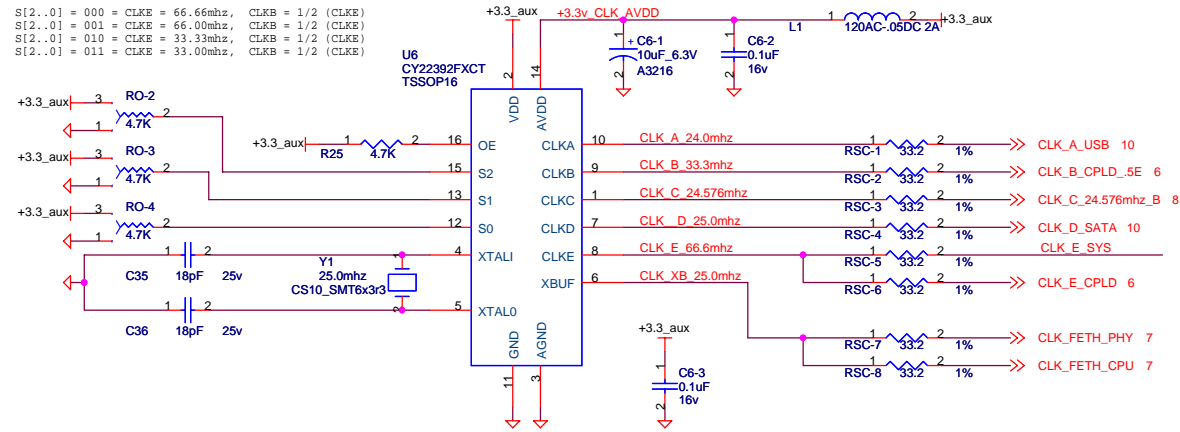 S[2..0] = 000 = CLKE = 66.66mhz, CLKB = 1/2 (CLKE)
S[2..0] = 001 = CLKE = 66.00mhz, CLKB = 1/2 (CLKE)
S[2..0] = 010 = CLKE = 33.33mhz, CLKB = 1/2 (CLKE)
S[2..0] = 011 = CLKE = 33.00mhz, CLKB = 1/2 (CLKE)
+3.3_aux
+3.3v_CLK_AVDD
L1
1 2
+3.3_aux
120AC-.05DC 2A
1 + C6-1
10uF_6.3V
2 A3216
1 C6-2
0.1uF
2 16v
U6
CY22392FXCT
TSSOP16
2 14
VDD AVDD
+3.3_aux 3 RO-2 2
1 4.7K
+3.3_aux 3 RO-3 2
1 4.7K
+3.3_aux 3 RO-4 2
1 4.7K
+3.3_aux 1 2
R25 4.7K
16 OE
15 S2
13 S1
12 S0
4 XTALI
5 XTAL0
1 2
C35 18pF 25v
1 2
C36 18pF 25v
Y1
25.0mhz
CS10_SMT6x3r3
1
2
GND AGND
11 3
CLKA 10 CLK_A_24.0mhz 1 2 RSC-1 33.2 1% CLK_A_USB 10
CLKB 9 CLK_B_33.3mhz 1 2 RSC-2 33.2 1% CLK_B_CPLD_.5E 6
CLKC 1 CLK_C_24.576mhz 1 2 RSC-3 33.2 1% CLK_C_24.576mhz_B 8
CLKD 7 CLK__D_25.0mhz 1 2 RSC-4 33.2 1% CLK_D_SATA 10
CLKE 8 CLK_E_66.6mhz 1 2 RSC-5 33.2 1% CLK_E_SYS
1 2 RSC-6 33.2 1% CLK_E_CPLD 6
XBUF 6 CLK_XB_25.0mhz
1 2 RSC-7 33.2 1% CLK_FETH_PHY 7
1 2 RSC-8 33.2 1% CLK_FETH_CPU 7
+3.3_aux
1 C6-3
0.1uF
2 16v